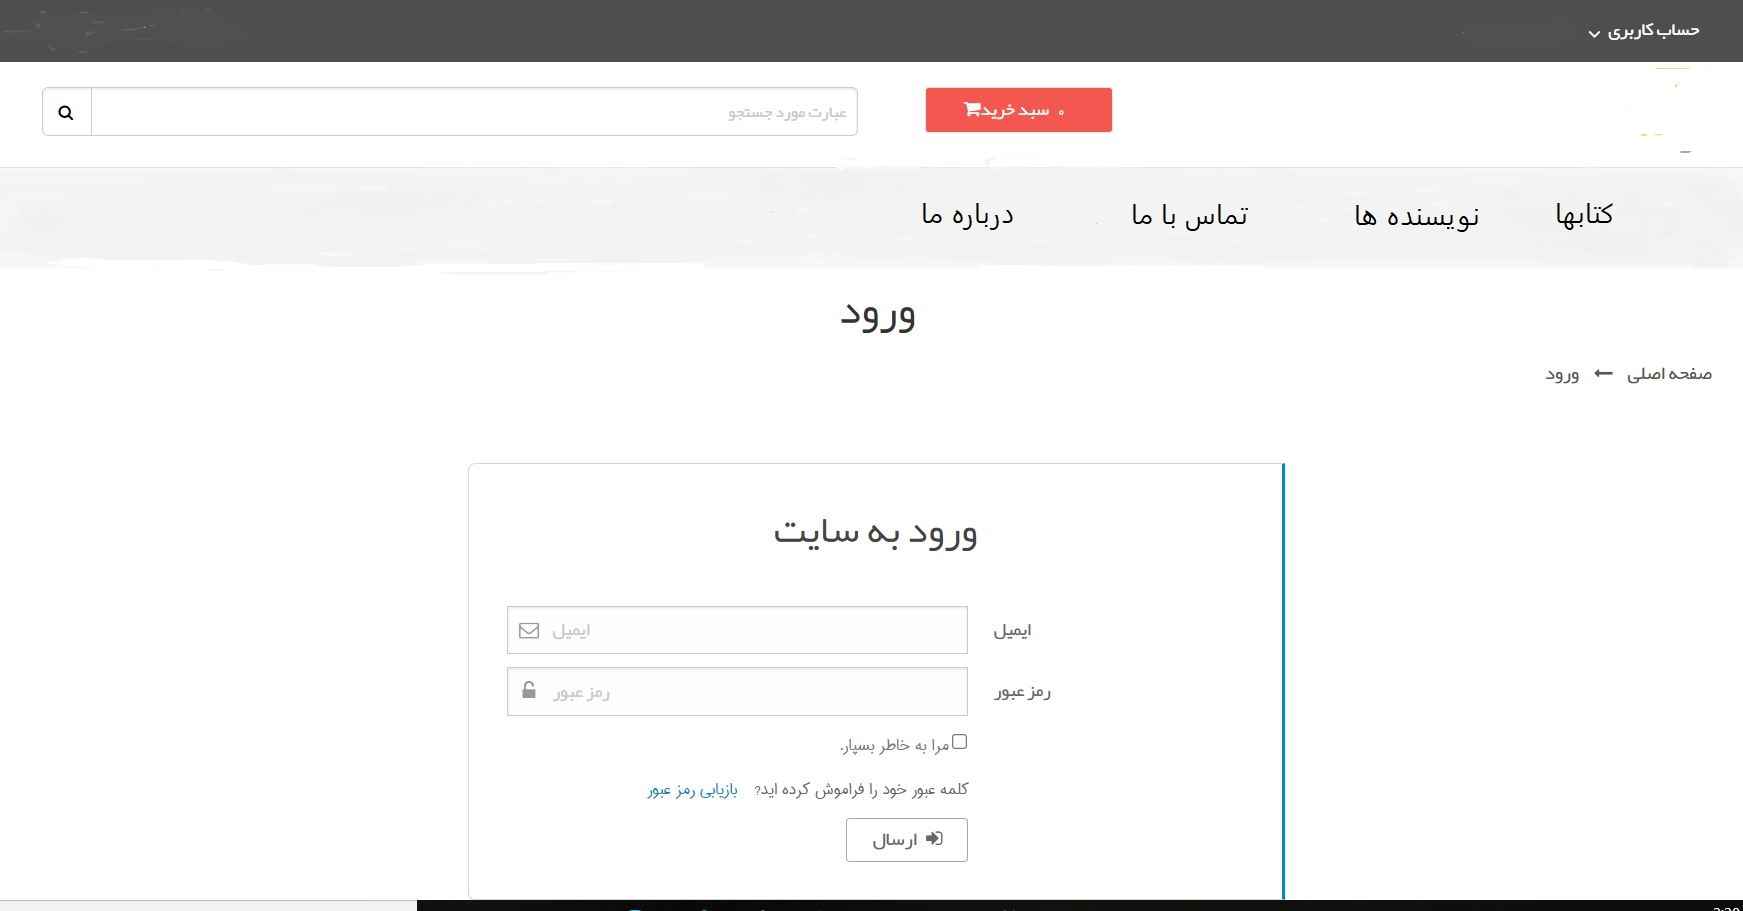 حساب کاربری
۰ سبد خرید
عبارت مورد جستجو
کتابها
نویسنده ها
تماس با ما
درباره ما
ورود
صفحه اصلی ← ورود
ورود به سایت
ایمیل
ایمیل
رمز عبور
رمز عبور
مرا به خاطر بسپار.
کلمه عبور خود را فراموش کرده اید? بازیابی رمز عبور
ارسال